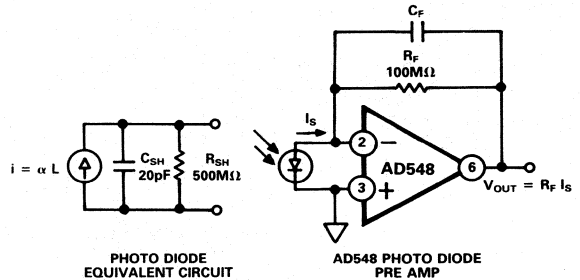 C_F
R_F
100MΩ
I_S
i = α L
C_SH
20pF
R_SH
500MΩ
2
−
AD548
3
+
6
V_OUT = R_F I_S
PHOTO DIODE
EQUIVALENT CIRCUIT
AD548 PHOTO DIODE
PRE AMP